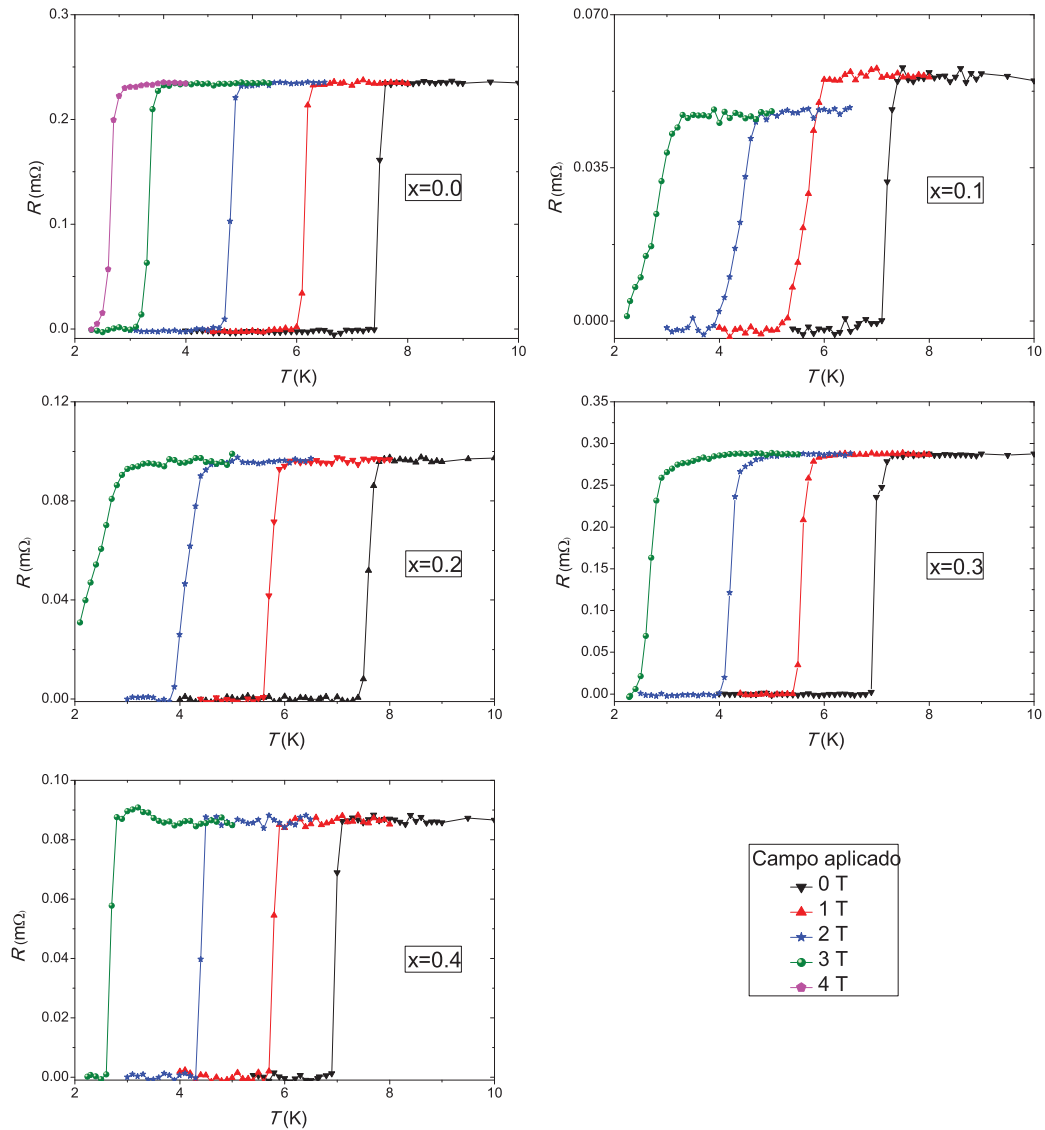 0.3
0.2
0.1
0.0
R (mΩ)
x=0.0
2
4
6
8
10
T (K)
0.070
0.035
0.000
R (mΩ)
x=0.1
2
4
6
8
10
T (K)
0.12
0.08
0.04
0.00
R (mΩ)
x=0.2
2
4
6
8
10
T (K)
0.35
0.30
0.25
0.20
0.15
0.10
0.05
0.00
R (mΩ)
x=0.3
2
4
6
8
10
T (K)
0.10
0.08
0.06
0.04
0.02
0.00
R (mΩ)
x=0.4
2
4
6
8
10
T (K)
Campo aplicado
0 T
1 T
2 T
3 T
4 T